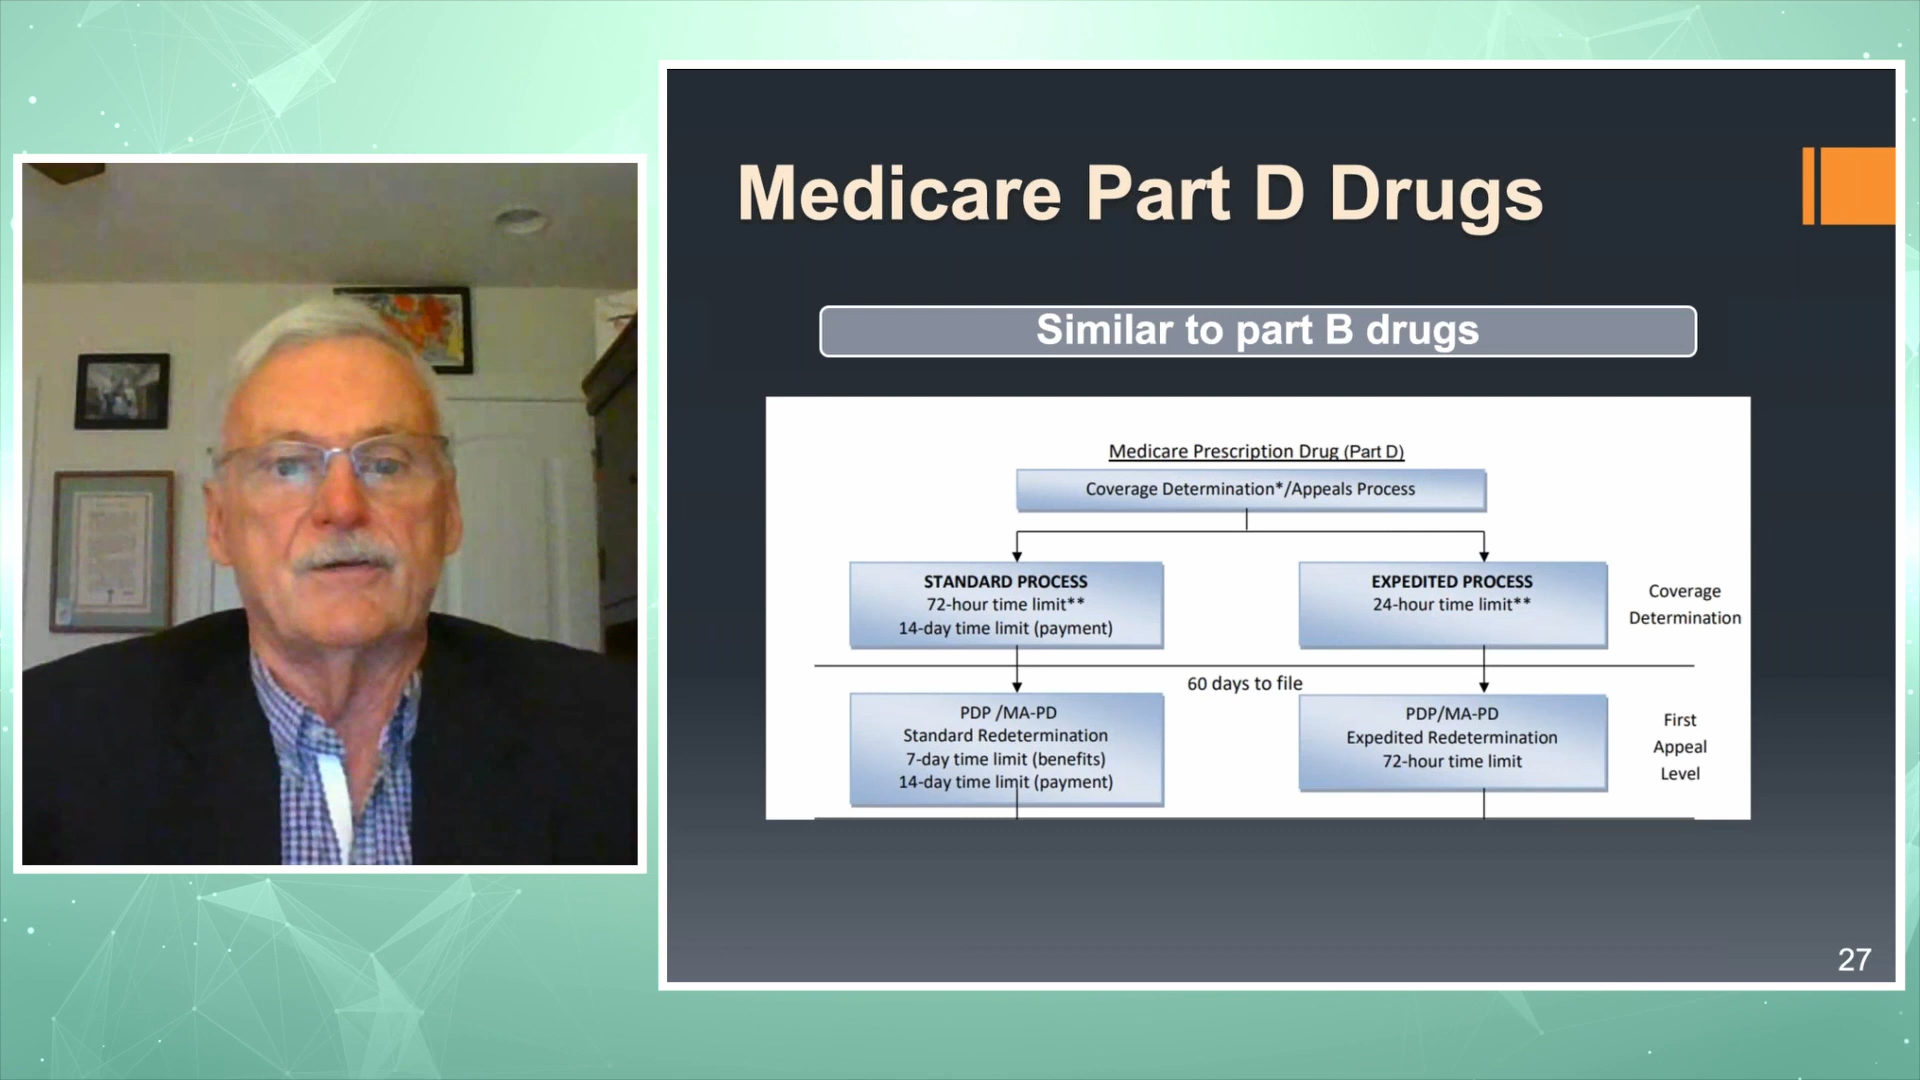 Medicare Part D Drugs
Similar to part B drugs
Medicare Prescription Drug (Part D)
Coverage Determination*/Appeals Process
STANDARD PROCESS
72-hour time limit**
14-day time limit (payment)
EXPEDITED PROCESS
24-hour time limit**
Coverage
Determination
60 days to file
PDP /MA-PD
Standard Redetermination
7-day time limit (benefits)
14-day time limit (payment)
PDP/MA-PD
Expedited Redetermination
72-hour time limit
First
Appeal
Level
27